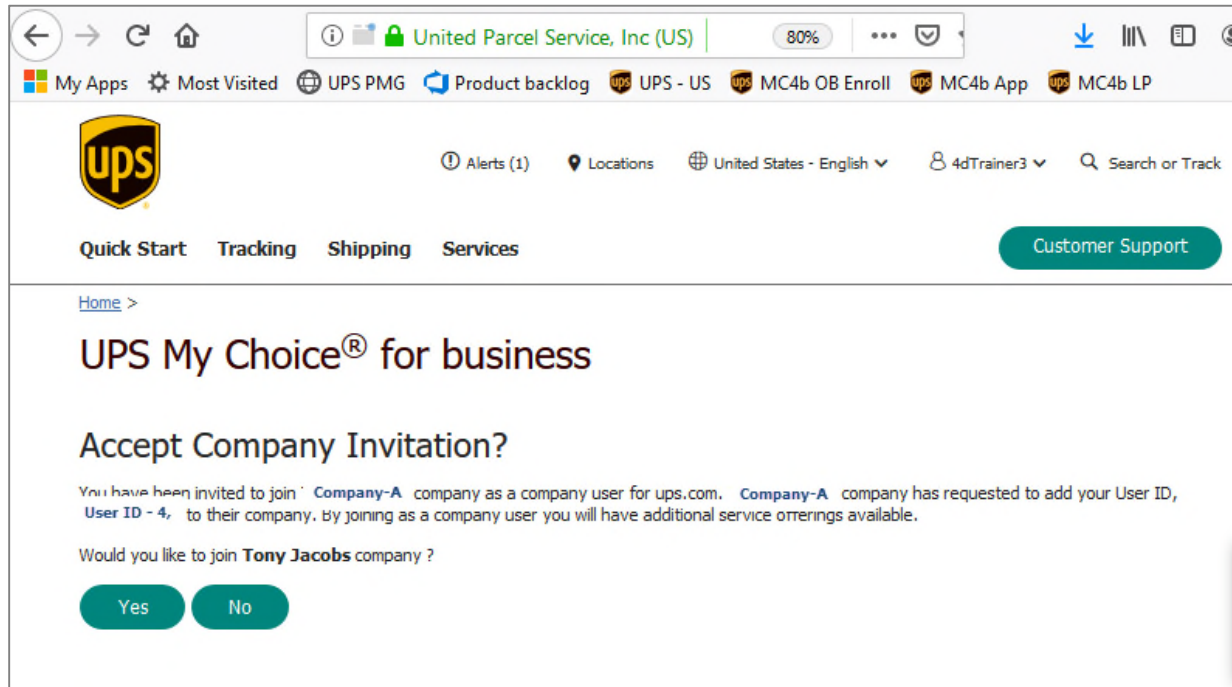 United Parcel Service, Inc (US) 80%
My Apps Most Visited UPS PMG Product backlog UPS - US MC4b OB Enroll MC4b App MC4b LP
ups Alerts (1) Locations United States - English 4dTrainer3 Search or Track
Quick Start Tracking Shipping Services Customer Support
Home >
UPS My Choice® for business
Accept Company Invitation?
You have been invited to join ' Company-A company as a company user for ups.com. Company-A company has requested to add your User ID,
User ID - 4, to their company. By joining as a company user you will have additional service offerings available.
Would you like to join Tony Jacobs company ?
Yes No